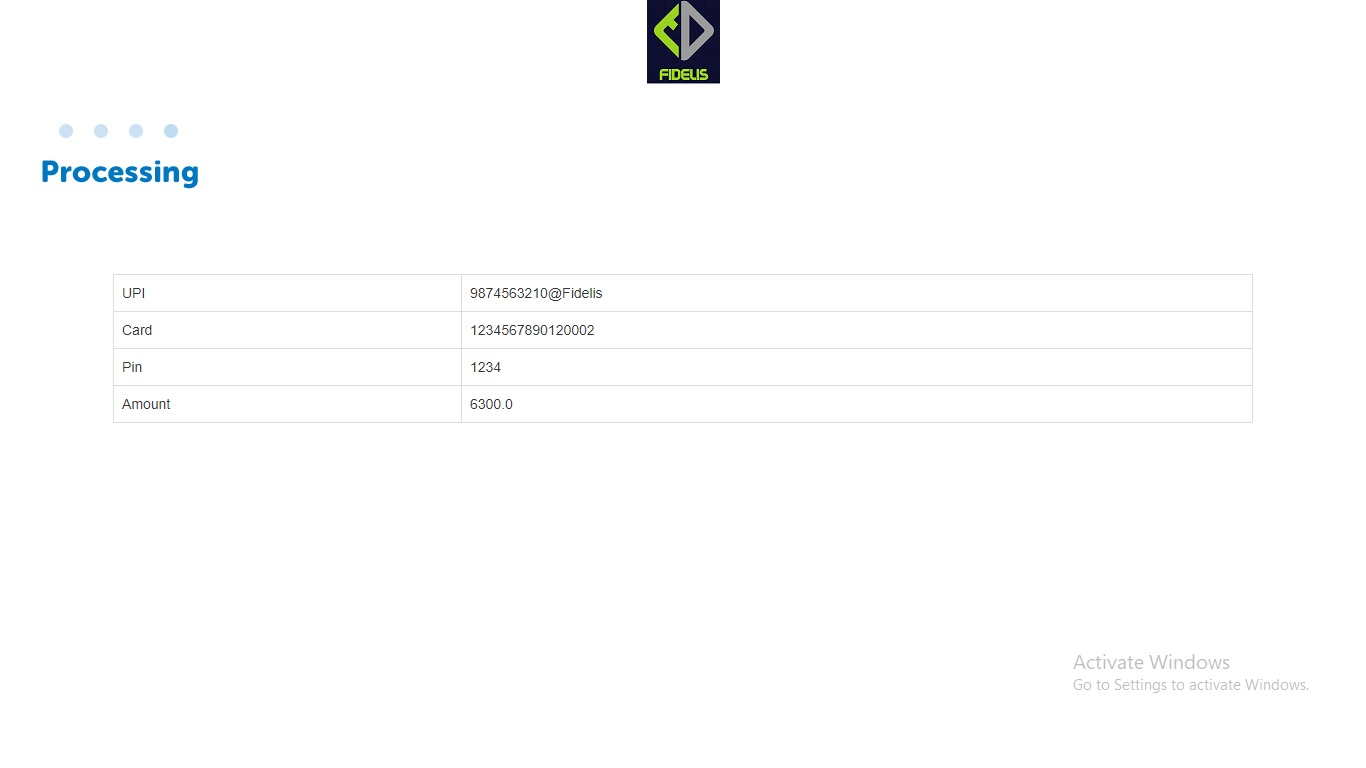 FIDELIS
Processing
UPI 9874563210@Fidelis
Card 1234567890120002
Pin 1234
Amount 6300.0
Activate Windows
Go to Settings to activate Windows.